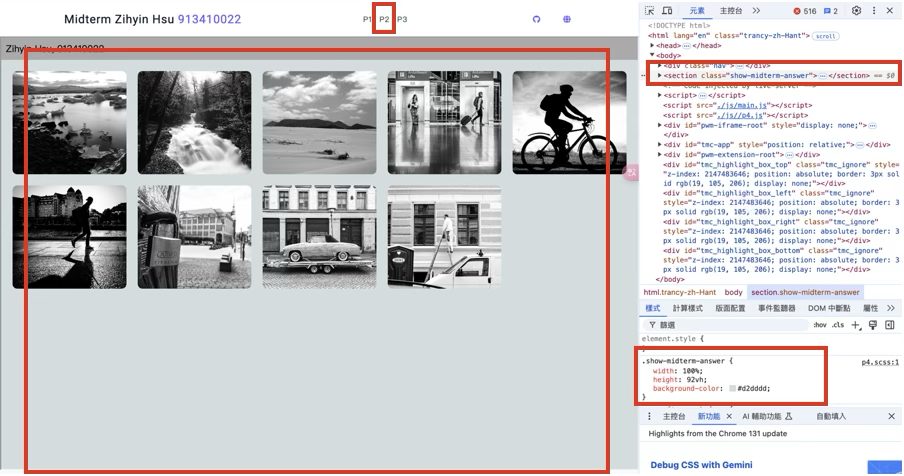 Midterm Zihyin Hsu 913410022
P1 P2 P3
Zihyin Hsu, 913410022
元素 主控台 516 2
<!DOCTYPE html>
<html lang="en" class="trancy-zh-Hant"> scroll
<head>⋯</head>
<body>
<div class="nav">⋯</div>
<section class="show-midterm-answer">⋯</section> == $0
<!-- Code injected by live-server -->
<script>⋯</script>
<script src="./js/main.js"></script>
<script src="./js//p4.js"></script>
<div id="pwm-iframe-root" style="display: none;">⋯
</div>
<div id="tmc-app" style="position: relative;">⋯</div>
<div id="pwm-extension-root">⋯</div>
<div id="tmc_highlight_box_top" class="tmc_ignore" style=
"z-index: 2147483646; position: absolute; border: 3px sol
id rgb(19, 105, 206); display: none;"></div>
<div id="tmc_highlight_box_left" class="tmc_ignore"
style="z-index: 2147483646; position: absolute; border: 3
px solid rgb(19, 105, 206); display: none;"></div>
<div id="tmc_highlight_box_right" class="tmc_ignore"
style="z-index: 2147483646; position: absolute; border: 3
px solid rgb(19, 105, 206); display: none;"></div>
<div id="tmc_highlight_box_bottom" class="tmc_ignore"
style="z-index: 2147483646; position: absolute; border: 3
px solid rgb(19, 105, 206); display: none;"></div>
</body>
html.trancy-zh-Hant body section.show-midterm-answer
樣式 計算樣式 版面配置 事件監聽器 DOM 中斷點 屬性
篩選 :hov .cls
element.style {
}
.show-midterm-answer { p4.scss:1
width: 100%;
height: 92vh;
background-color: #d2dddd;
}
主控台 新功能 AI 輔助功能 自動填入
Highlights from the Chrome 131 update
Debug CSS with Gemini